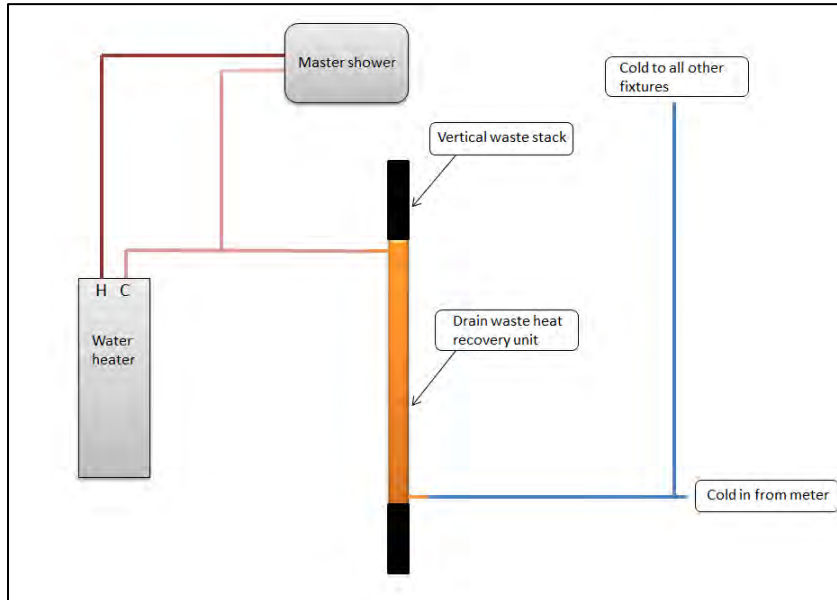 Master shower
Cold to all other
fixtures
Vertical waste stack
H C
Water
heater
Drain waste heat
recovery unit
Cold in from meter